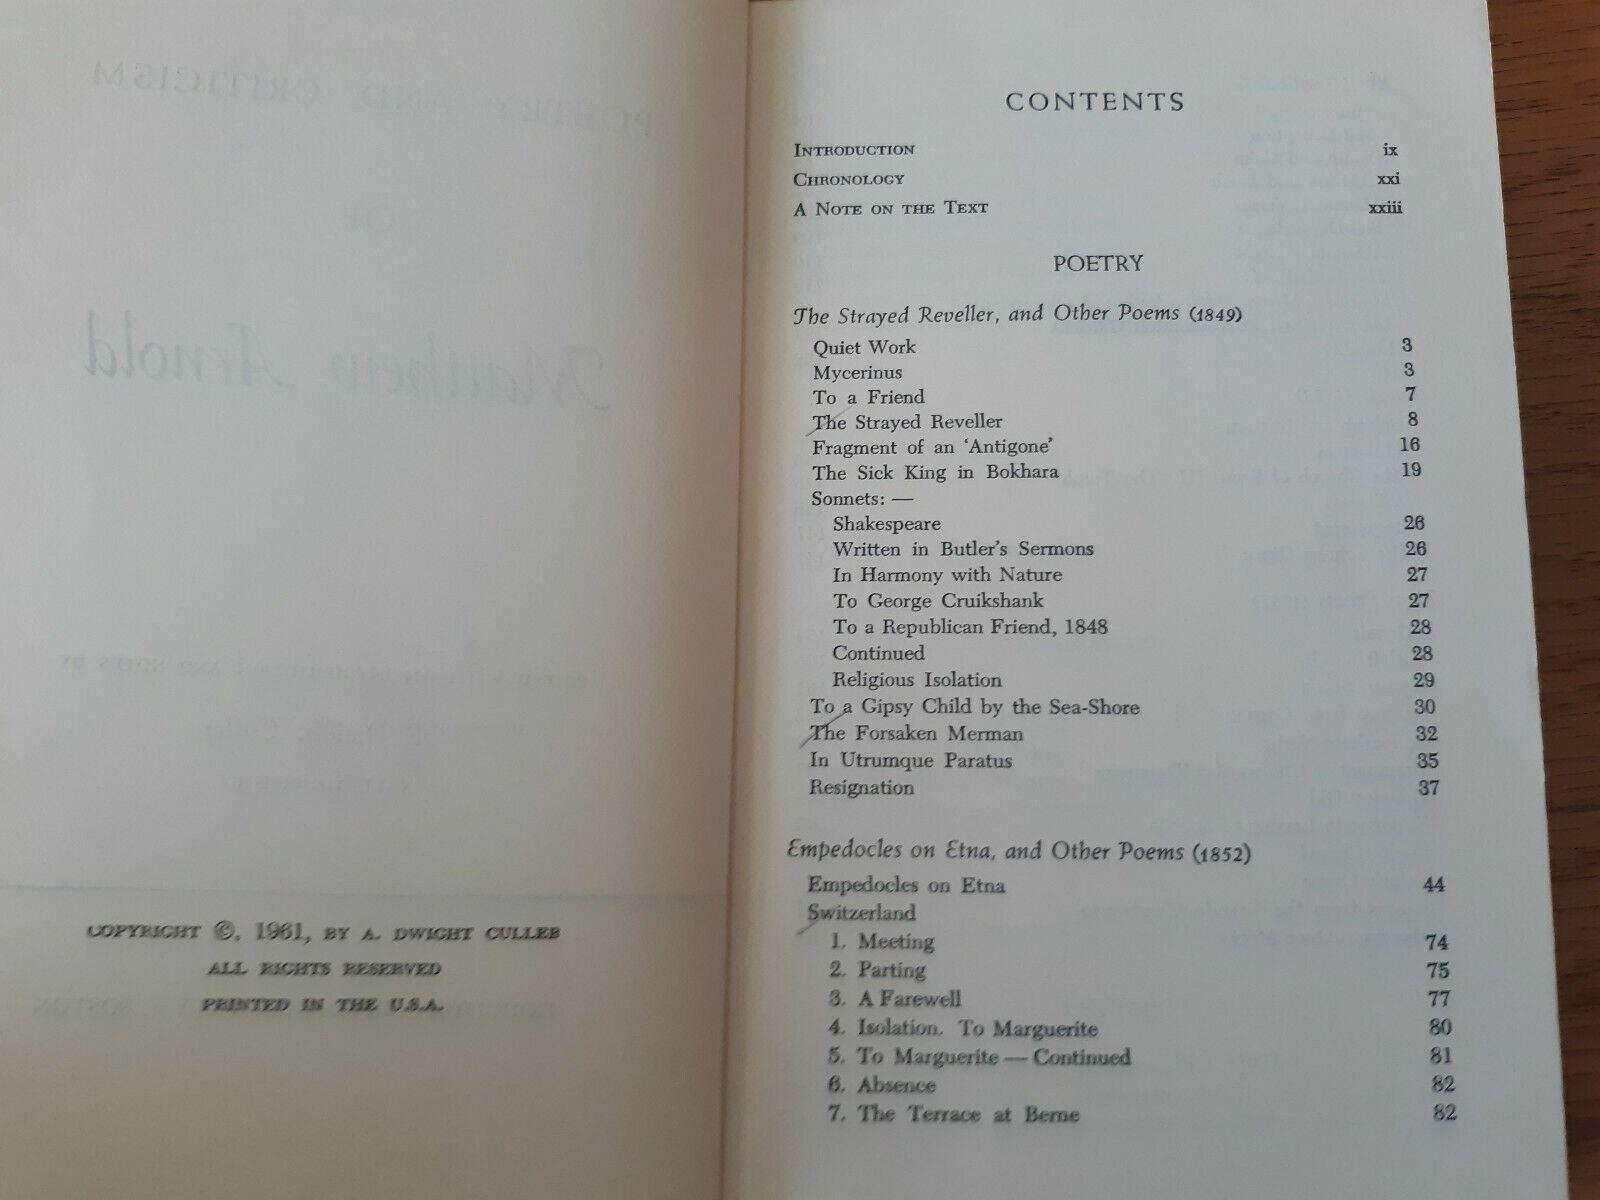 COPYRIGHT ©, 1961, BY A. DWIGHT CULLER
ALL RIGHTS RESERVED
PRINTED IN THE U.S.A.
CONTENTS
INTRODUCTION ix
CHRONOLOGY xxi
A NOTE ON THE TEXT xxiii
POETRY
The Strayed Reveller, and Other Poems (1849)
Quiet Work 3
Mycerinus 3
To a Friend 7
The Strayed Reveller 8
Fragment of an 'Antigone' 16
The Sick King in Bokhara 19
Sonnets: —
Shakespeare 26
Written in Butler's Sermons 26
In Harmony with Nature 27
To George Cruikshank 27
To a Republican Friend, 1848 28
Continued 28
Religious Isolation 29
To a Gipsy Child by the Sea-Shore 30
The Forsaken Merman 32
In Utrumque Paratus 35
Resignation 37
Empedocles on Etna, and Other Poems (1852)
Empedocles on Etna 44
Switzerland
1. Meeting 74
2. Parting 75
3. A Farewell 77
4. Isolation. To Marguerite 80
5. To Marguerite — Continued 81
6. Absence 82
7. The Terrace at Berne 82